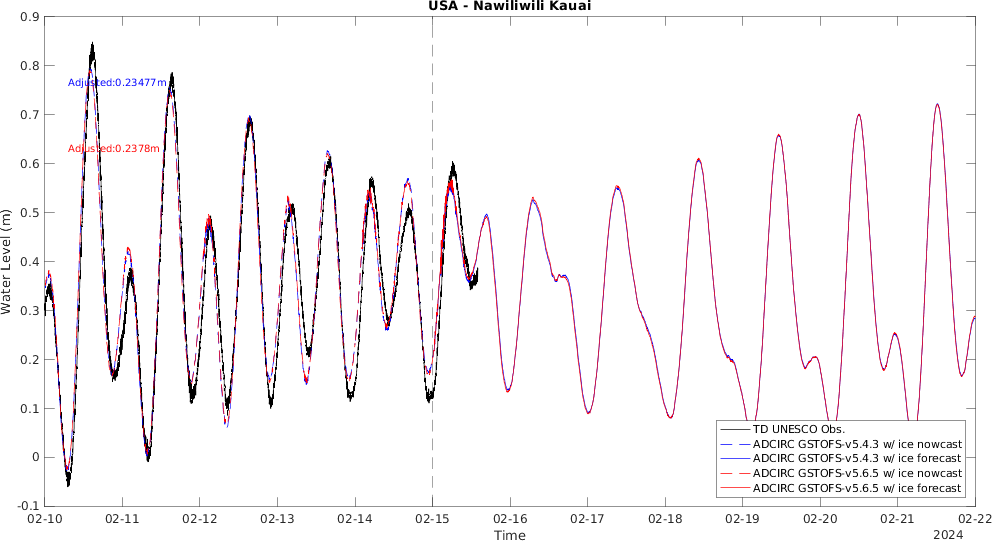 USA - Nawiliwili Kauai
0.9
0.8
0.7
0.6
0.5
0.4
0.3
0.2
0.1
0
-0.1
Water Level (m)
Adjusted:0.23477m
Adjusted:0.2378m
TD UNESCO Obs.
ADCIRC GSTOFS-v5.4.3 w/ ice nowcast
ADCIRC GSTOFS-v5.4.3 w/ ice forecast
ADCIRC GSTOFS-v5.6.5 w/ ice nowcast
ADCIRC GSTOFS-v5.6.5 w/ ice forecast
02-10 02-11 02-12 02-13 02-14 02-15 02-16 02-17 02-18 02-19 02-20 02-21 02-22
Time
2024